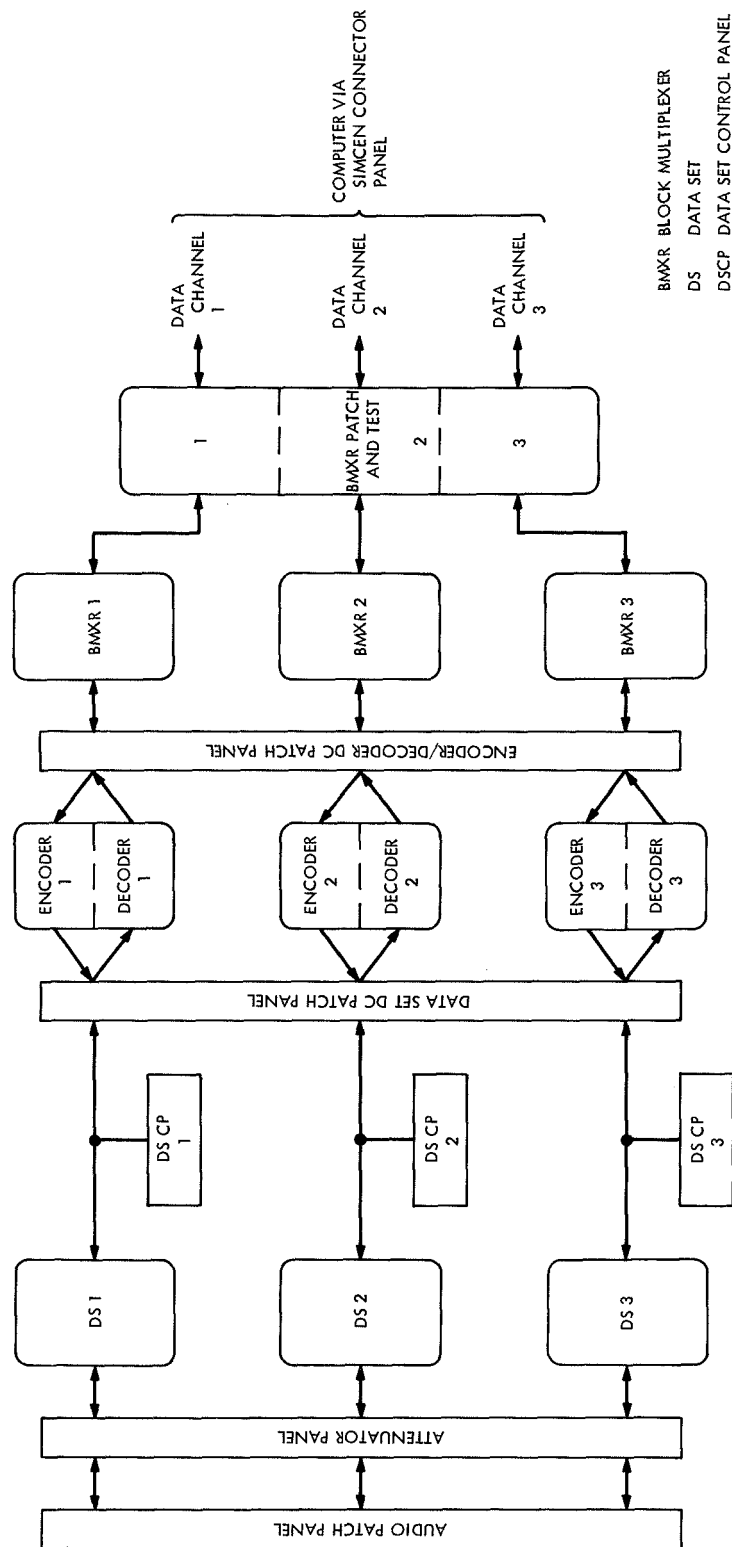 AUDIO PATCH PANEL
ATTENUATOR PANEL
DS 1
DS 2
DS 3
DS CP
1
DS CP
2
DS CP
3
DATA SET DC PATCH PANEL
ENCODER
1
DECODER
1
ENCODER
2
DECODER
2
ENCODER
3
DECODER
3
ENCODER/DECODER DC PATCH PANEL
BMXR 1
BMXR 2
BMXR 3
1
BMXR PATCH
AND TEST
2
3
DATA
CHANNEL
1
DATA
CHANNEL
2
DATA
CHANNEL
3
COMPUTER VIA
SIMCEN CONNECTOR
PANEL
BMXR BLOCK MULTIPLEXER
DS DATA SET
DSCP DATA SET CONTROL PANEL